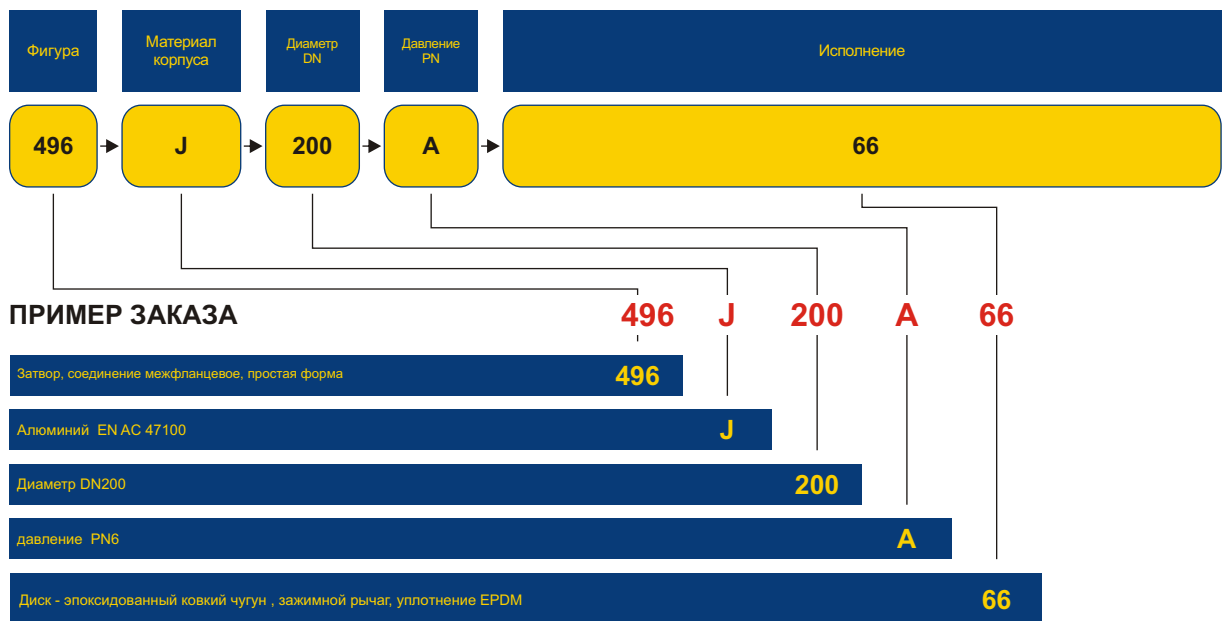 Фигура
Материал
корпуса
Диаметр
DN
Давление
PN
Исполнение
496
J
200
A
66
ПРИМЕР ЗАКАЗА 496 J 200 A 66
Затвор, соединение межфланцевое, простая форма 496
Алюминий EN AC 47100 J
Диаметр DN200 200
давление PN6 A
Диск - эпоксидованный ковкий чугун , зажимной рычаг, уплотнение EPDM 66